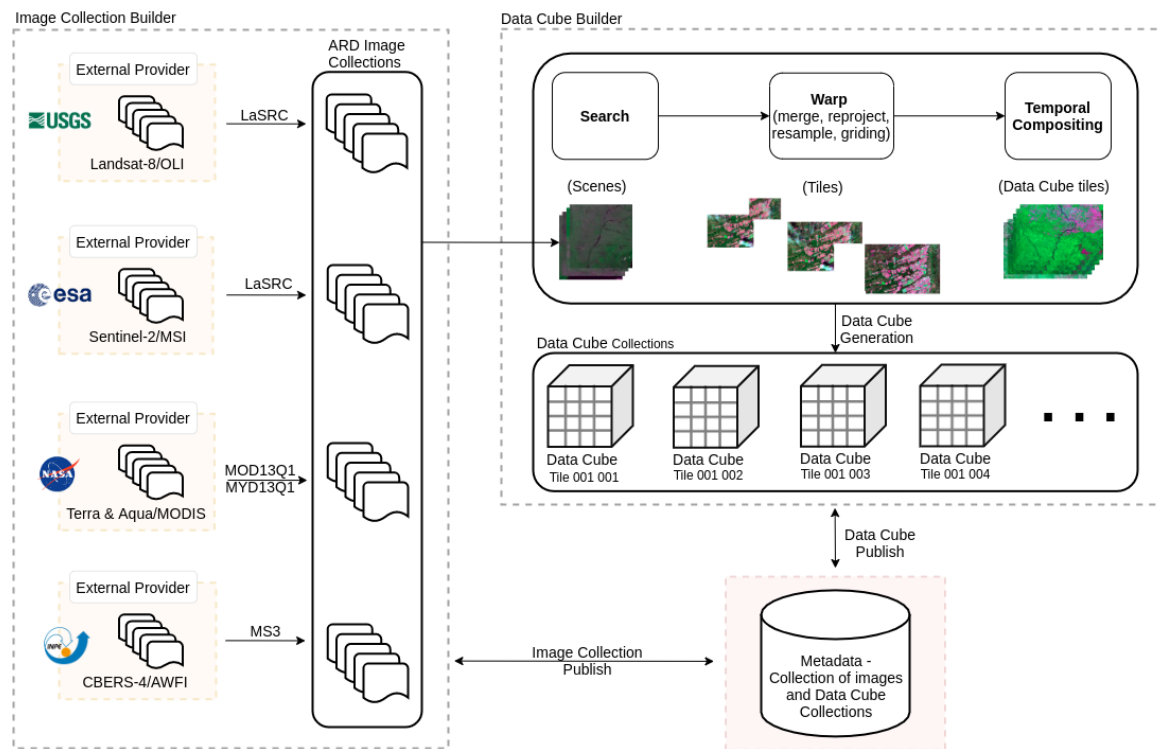 Image Collection Builder
External Provider
USGS
Landsat-8/OLI
LaSRC
External Provider
esa
Sentinel-2/MSI
LaSRC
External Provider
NASA
Terra & Aqua/MODIS
MOD13Q1
MYD13Q1
External Provider
INPE
CBERS-4/AWFI
MS3
ARD Image
Collections
Data Cube Builder
Search
Warp
(merge, reproject,
resample, griding)
Temporal
Compositing
(Scenes)
(Tiles)
(Data Cube tiles)
Data Cube
Generation
Data Cube Collections
Data Cube
Tile 001 001
Data Cube
Tile 001 002
Data Cube
Tile 001 003
Data Cube
Tile 001 004
. . .
Data Cube
Publish
Image Collection
Publish
Metadata -
Collection of images
and Data Cube
Collections